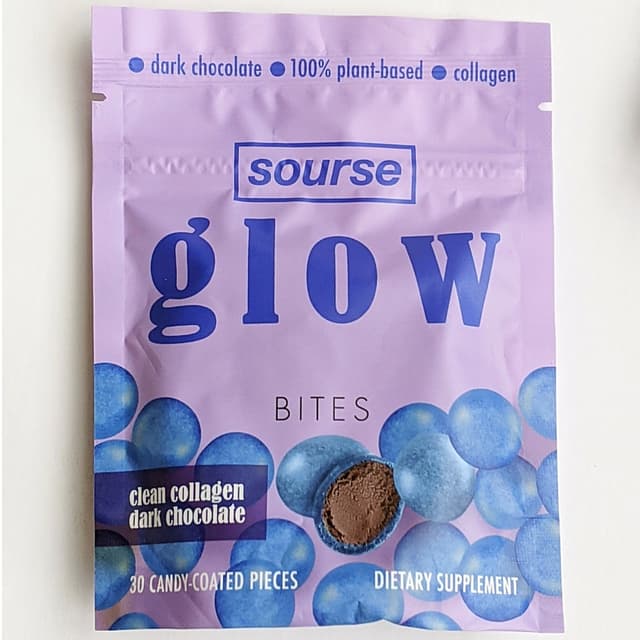 ● dark chocolate ● 100% plant-based ● collagen
sourse
glow
BITES
clean collagen
dark chocolate
30 CANDY-COATED PIECES DIETARY SUPPLEMENT